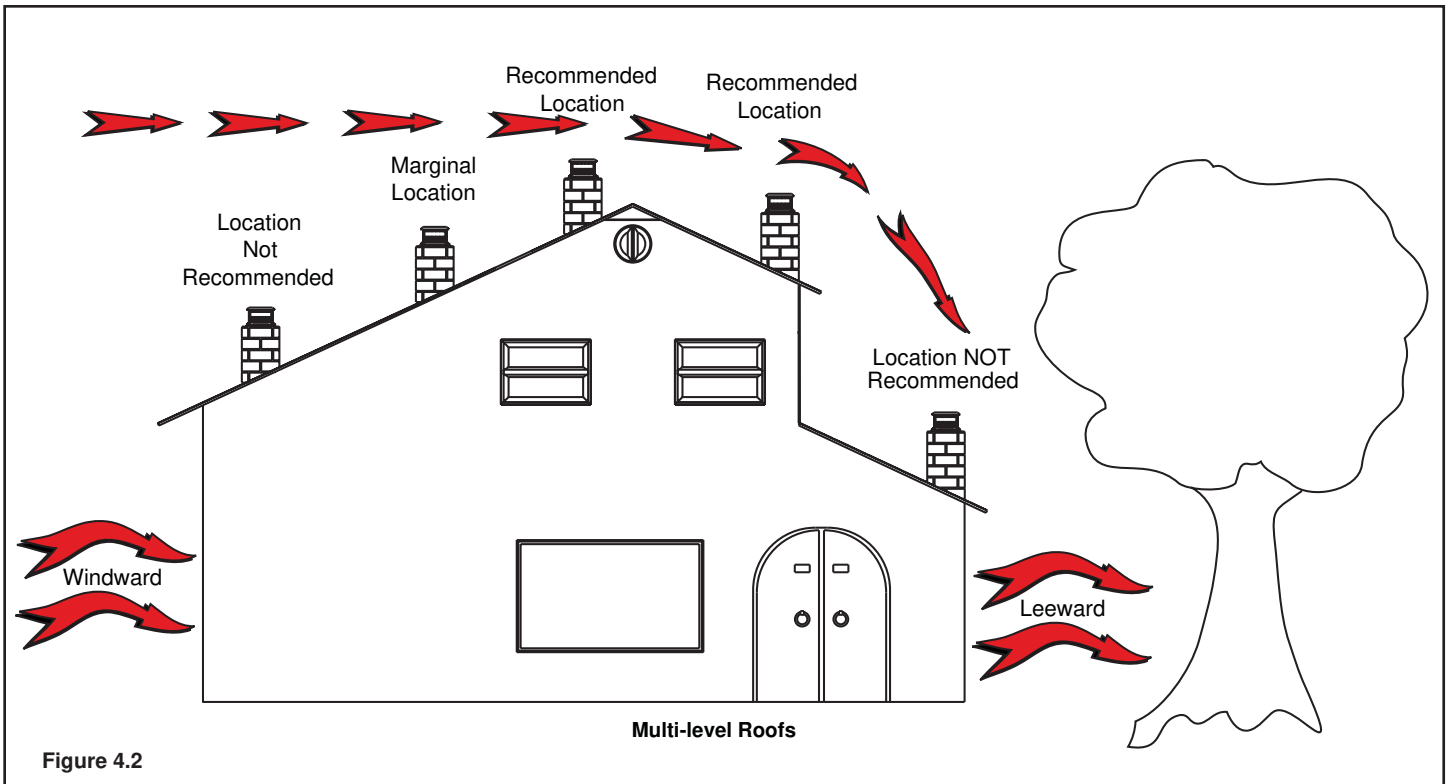 Recommended
Location
Recommended
Location
Marginal
Location
Location
Not
Recommended
Location NOT
Recommended
Windward
Leeward
Multi-level Roofs
Figure 4.2